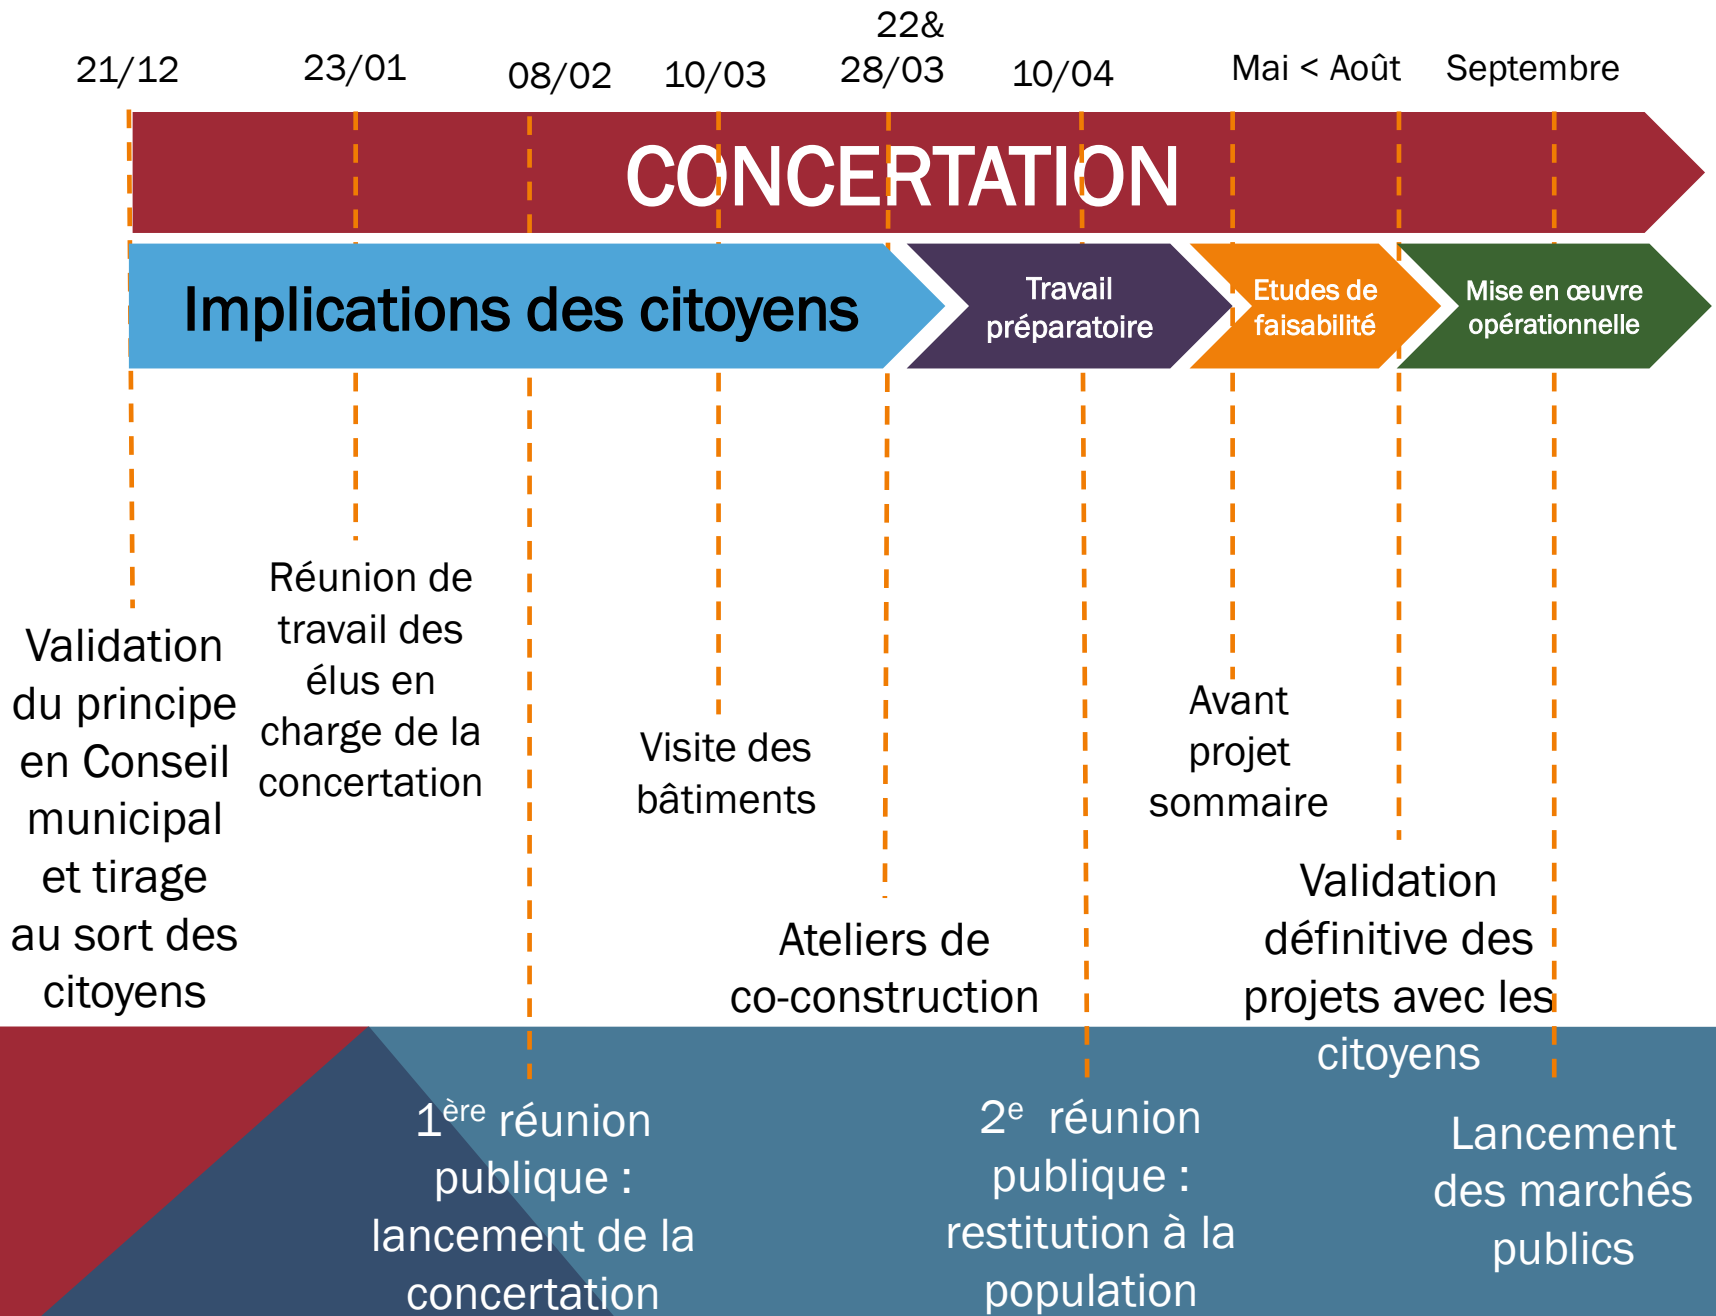 21/12
23/01
08/02
10/03
22&
28/03
10/04
Mai < Août
Septembre
CONCERTATION
Implications des citoyens
Travail
préparatoire
Etudes de
faisabilité
Mise en œuvre
opérationnelle
Validation
du principe
en Conseil
municipal
et tirage
au sort des
citoyens
Réunion de
travail des
élus en
charge de la
concertation
1ère réunion
publique :
lancement de la
concertation
Visite des
bâtiments
Ateliers de
co-construction
2e réunion
publique :
restitution à la
population
Avant
projet
sommaire
Validation
définitive des
projets avec les
citoyens
Lancement
des marchés
publics